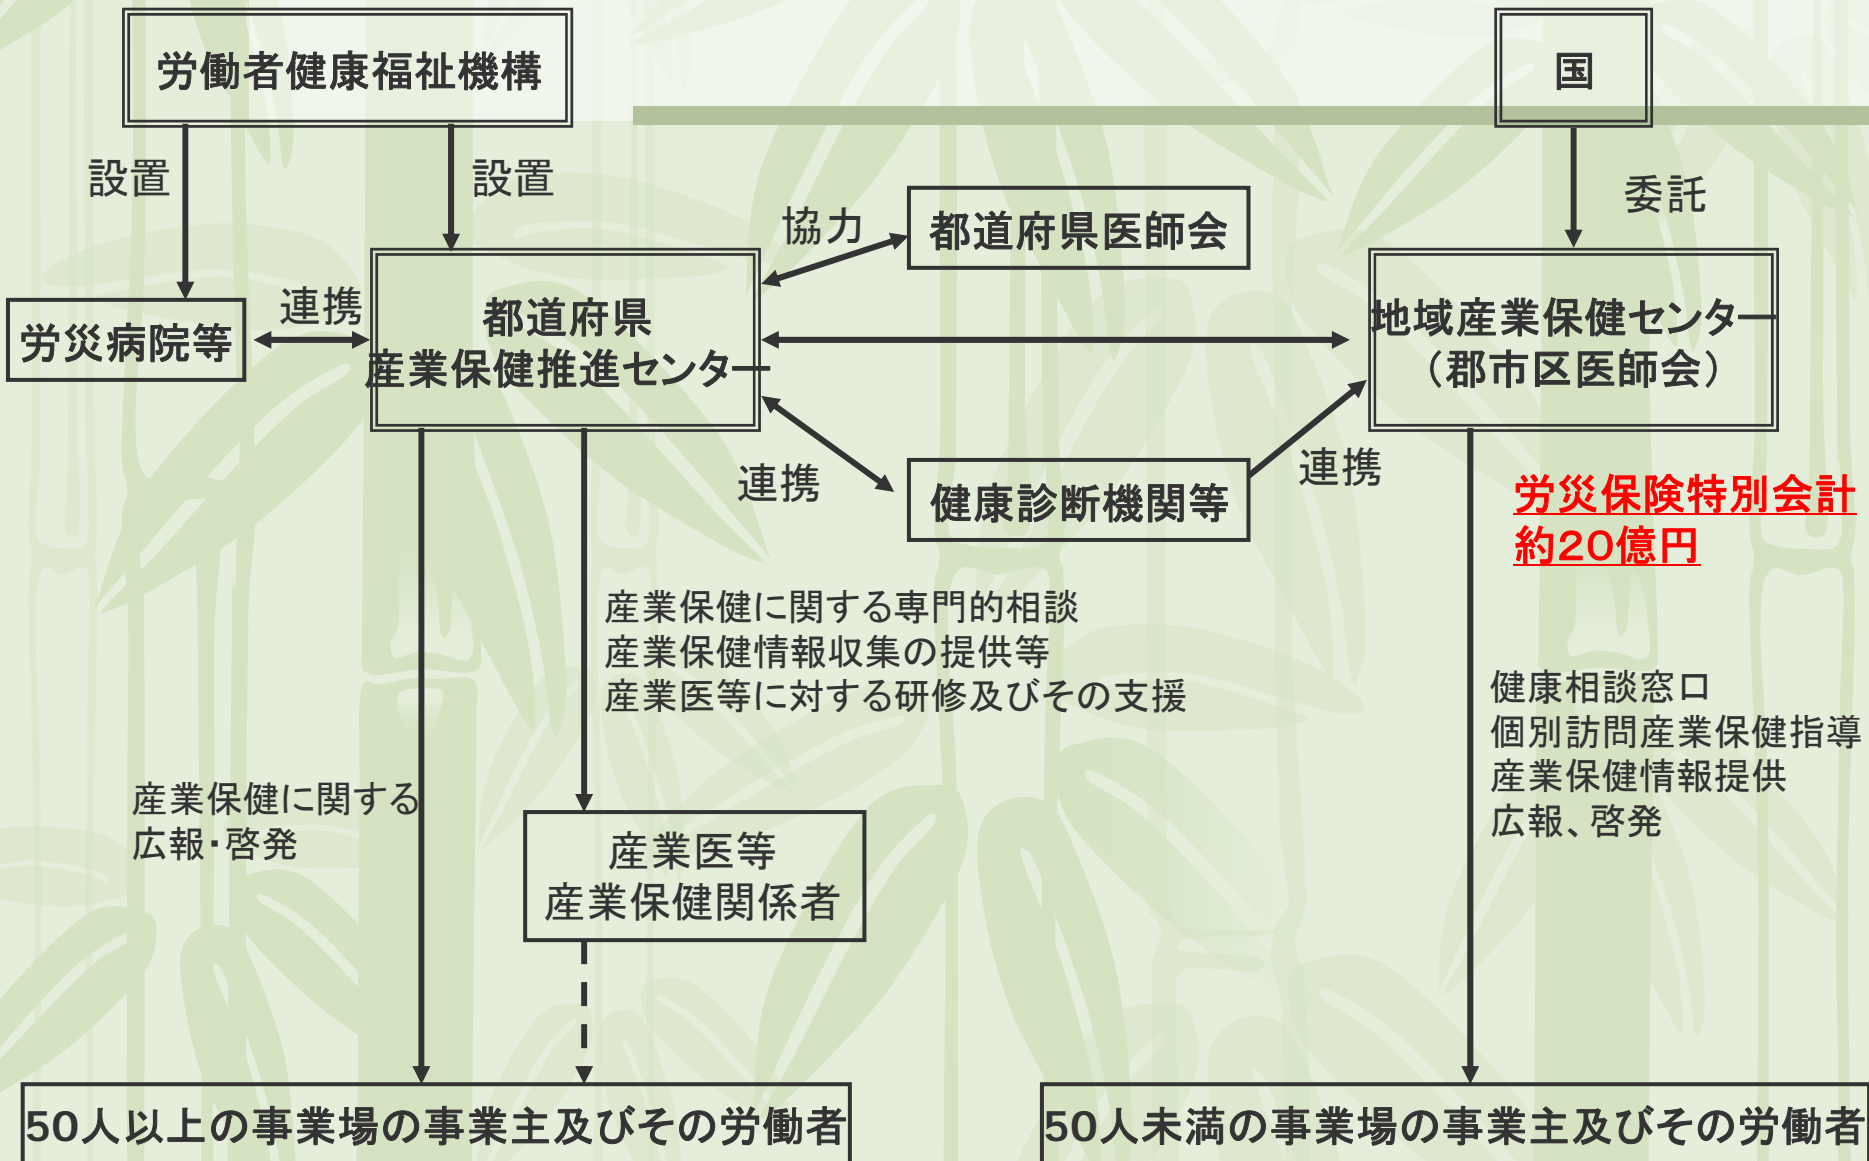 労働者健康福祉機構
国
設置
設置
委託
協力
都道府県医師会
連携
労災病院等
都道府県
産業保健推進センター
地域産業保健センター
（郡市区医師会）
連携
健康診断機関等
連携
労災保険特別会計
約20億円
産業保健に関する専門的相談
産業保健情報収集の提供等
産業医等に対する研修及びその支援
健康相談窓口
個別訪問産業保健指導
産業保健情報提供
広報、啓発
産業保健に関する
広報・啓発
産業医等
産業保健関係者
50人以上の事業場の事業主及びその労働者
50人未満の事業場の事業主及びその労働者